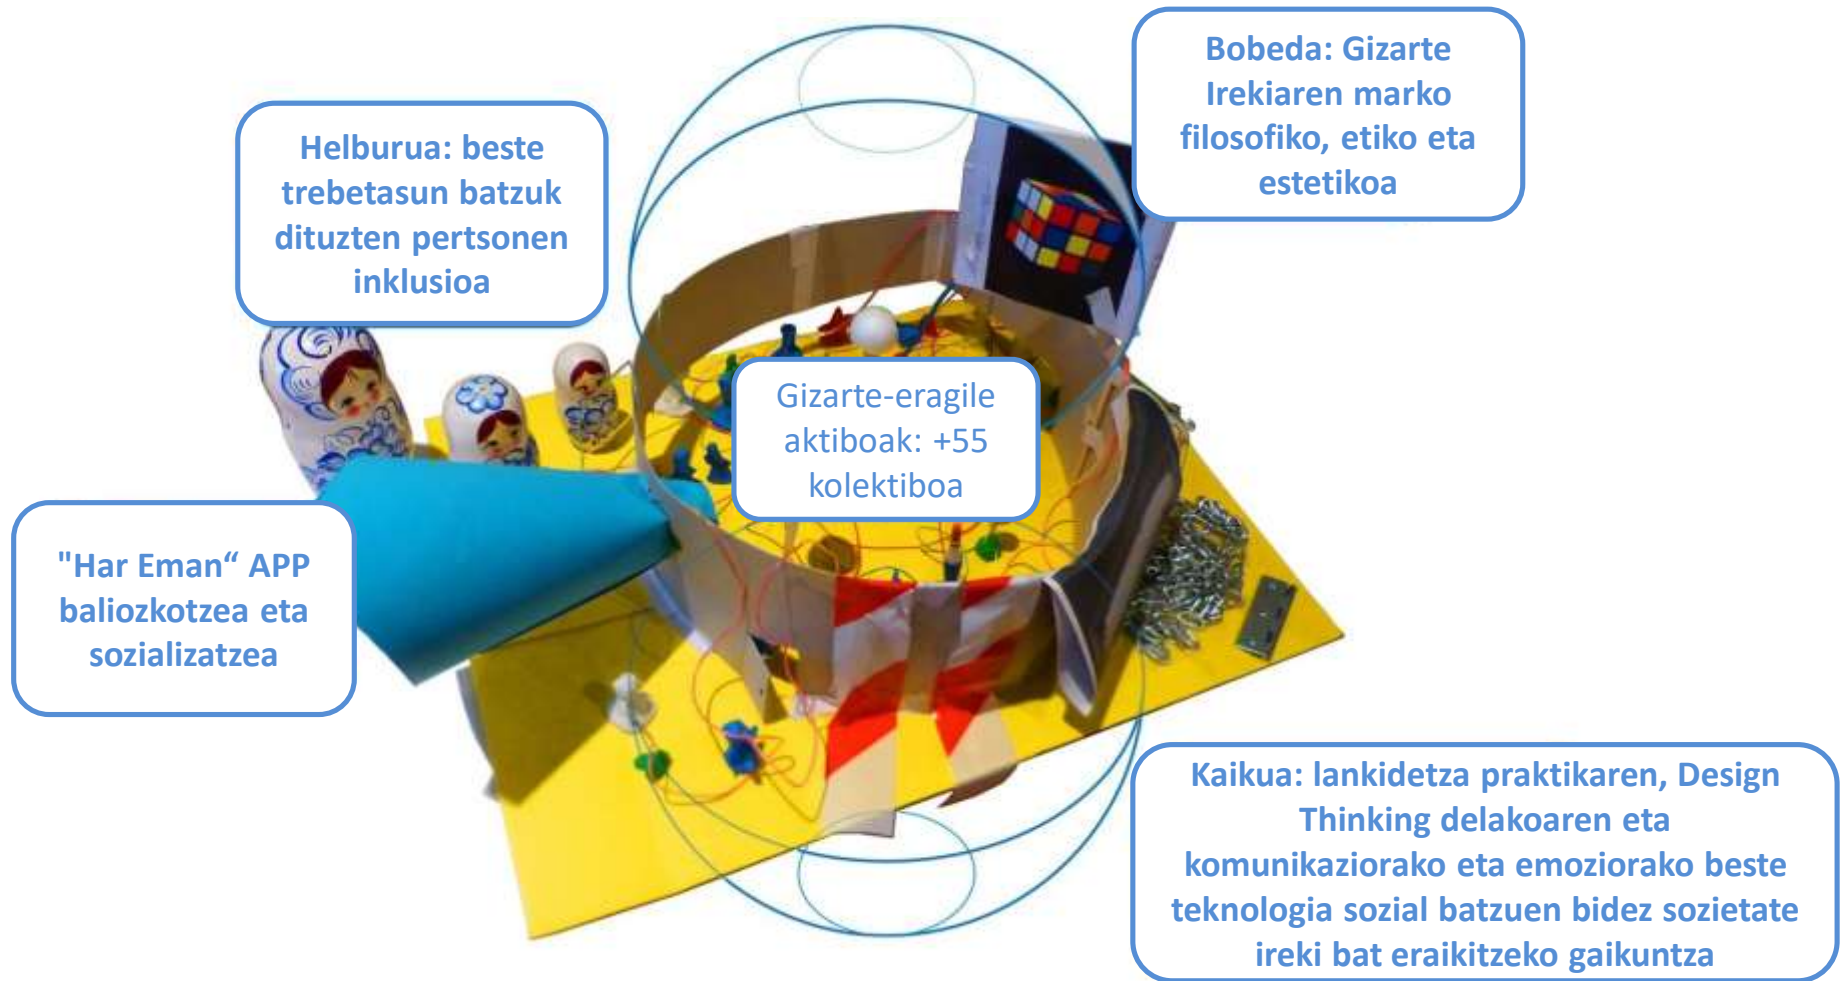 Bobeda: Gizarte
Irekiaren marko
filosofiko, etiko eta
estetikoa
Helburua: beste
trebetasun batzuk
dituzten pertsonen
inklusioa
Gizarte-eragile
aktiboak: +55
kolektiboa
"Har Eman“ APP
baliozkotzea eta
sozializatzea
Kaikua: lankidetza praktikaren, Design
Thinking delakoaren eta
komunikaziorako eta emoziorako beste
teknologia sozial batzuen bidez sozietate
ireki bat eraikitzeko gaikuntza